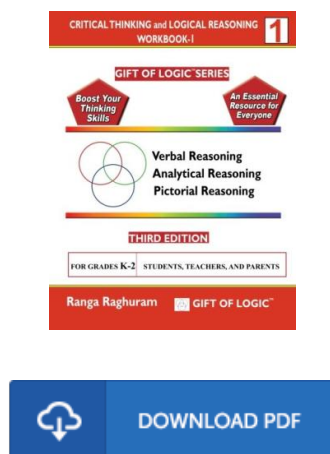 CRITICAL THINKING and LOGICAL REASONING
WORKBOOK-I
1
GIFT OF LOGIC™ SERIES
Boost Your
Thinking
Skills
An Essential
Resource for
Everyone
Verbal Reasoning
Analytical Reasoning
Pictorial Reasoning
THIRD EDITION
FOR GRADES K-2 STUDENTS, TEACHERS, AND PARENTS
Ranga Raghuram GIFT OF LOGIC™
DOWNLOAD PDF